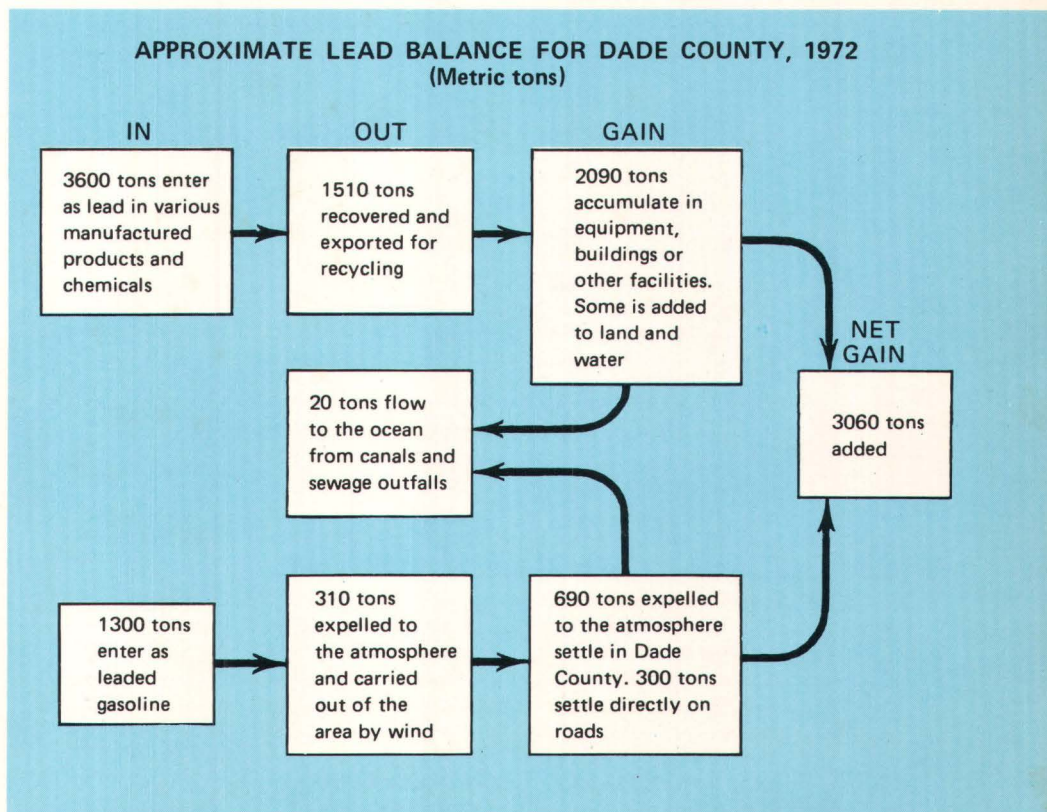 APPROXIMATE LEAD BALANCE FOR DADE COUNTY, 1972
(Metric tons)
IN
OUT
GAIN
3600 tons enter
as lead in various
manufactured
products and
chemicals
1510 tons
recovered and
exported for
recycling
2090 tons
accumulate in
equipment,
buildings or
other facilities.
Some is added
to land and
water
NET
GAIN
3060 tons
added
20 tons flow
to the ocean
from canals and
sewage outfalls
1300 tons
enter as
leaded
gasoline
310 tons
expelled to
the atmosphere
and carried
out of the
area by wind
690 tons expelled
to the atmosphere
settle in Dade
County. 300 tons
settle directly on
roads